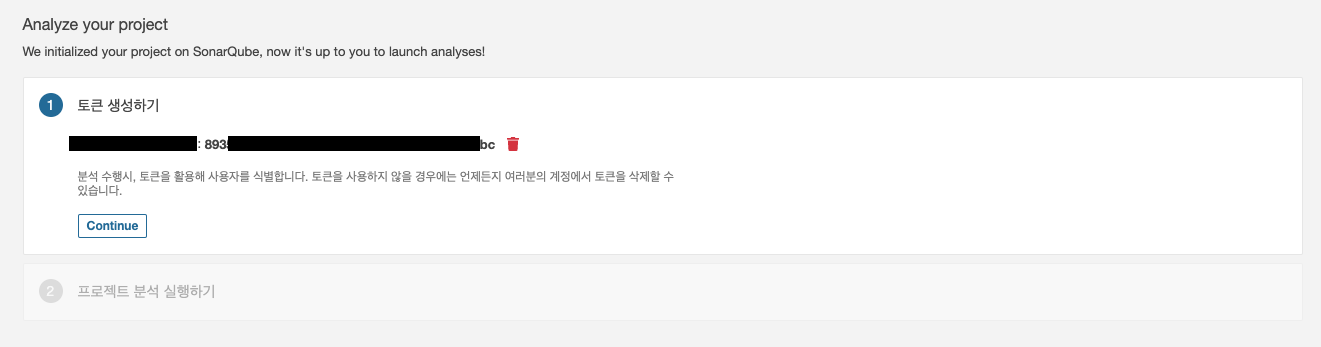 Analyze your project
We initialized your project on SonarQube, now it's up to you to launch analyses!
1 토큰 생성하기
: 893 bc
분석 수행시, 토큰을 활용해 사용자를 식별합니다. 토큰을 사용하지 않을 경우에는 언제든지 여러분의 계정에서 토큰을 삭제할 수
있습니다.
Continue
2 프로젝트 분석 실행하기